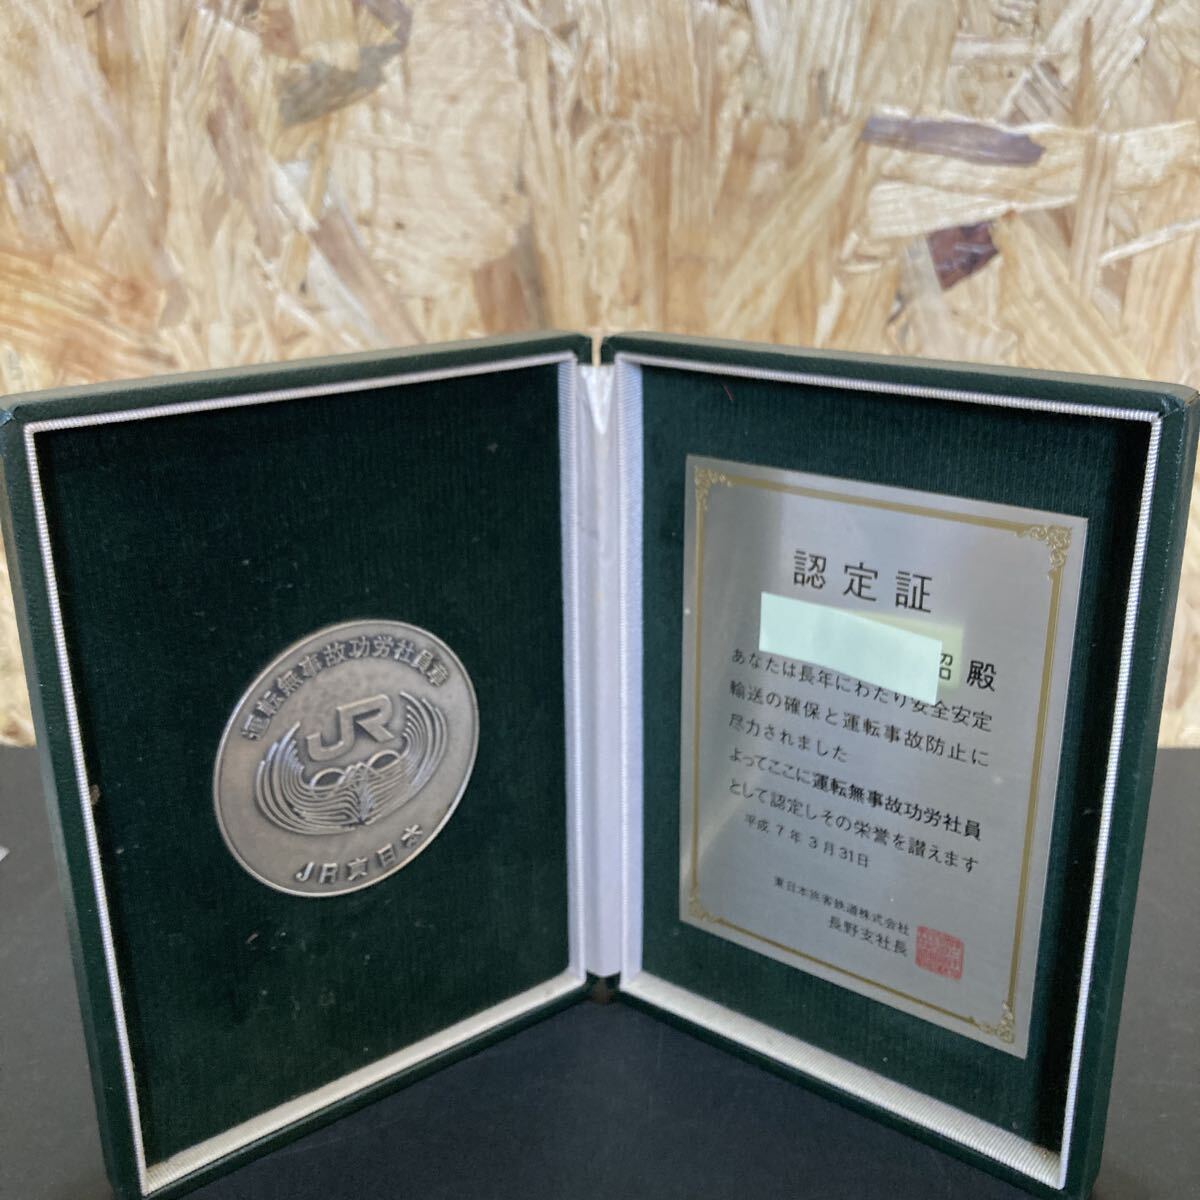 運転無事故功労社員章
JR
JR東日本
認定証
殿
あなたは長年にわたり安全安定
輸送の確保と運転事故防止に
尽力されました
よってここに運転無事故功労社員
として認定しその栄誉を讃えます
平成7年3月31日
東日本旅客鉄道株式会社
長野支社長